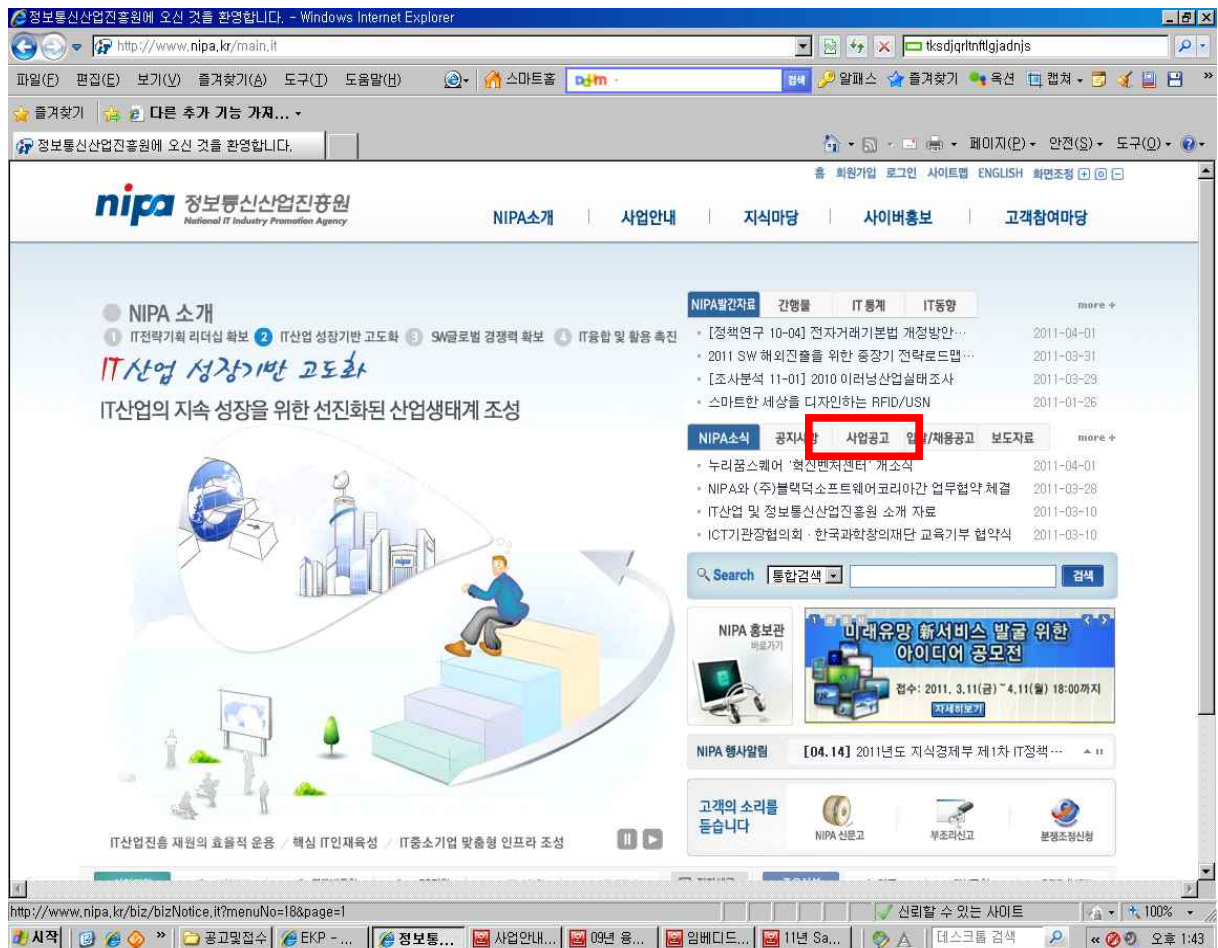 정보통신산업진흥원에 오신 것을 환영합니다. - Windows Internet Explorer
http://www.nipa.kr/main.it
tksdjqrltnftlgjadnjs
파일(F) 편집(E) 보기(V) 즐겨찾기(A) 도구(T) 도움말(H)
스마트홈
검색
알패스 즐겨찾기 옥션 캡쳐
즐겨찾기 다른 추가 기능 가져...
정보통신산업진흥원에 오신 것을 환영합니다.
페이지(P) 안전(S) 도구(O)
홈 회원가입 로그인 사이트맵 ENGLISH 화면조정
nipa 정보통신산업진흥원
National IT Industry Promotion Agency
NIPA소개 사업안내 지식마당 사이버홍보 고객참여마당
NIPA 소개
1 IT전략기획 리더십 확보 2 IT산업 성장기반 고도화 3 SW글로벌 경쟁력 확보 4 IT융합 및 활용 촉진
IT산업 성장기반 고도화
IT산업의 지속 성장을 위한 선진화된 산업생태계 조성
nipa
IT산업진흥 재원의 효율적 운용 / 핵심 IT인재육성 / IT중소기업 맞춤형 인프라 조성
NIPA발간자료 간행물 IT통계 IT동향 more +
[정책연구 10-04] 전자거래기본법 개정방안… 2011-04-01
2011 SW 해외진출을 위한 중장기 전략로드맵… 2011-03-31
[조사분석 11-01] 2010 이러닝산업실태조사 2011-03-29
스마트한 세상을 디자인하는 RFID/USN 2011-01-26
NIPA소식 공지사항 사업공고 입찰/채용공고 보도자료 more +
누리꿈스퀘어 '혁신벤처센터' 개소식 2011-04-01
NIPA와 (주)블랙덕소프트웨어코리아간 업무협약 체결 2011-03-28
IT산업 및 정보통신산업진흥원 소개 자료 2011-03-10
ICT기관장협의회 · 한국과학창의재단 교육기부 협약식 2011-03-10
Search 통합검색 검색
NIPA 홍보관
바로가기
미래유망 新서비스 발굴 위한
아이디어 공모전
접수: 2011. 3.11(금)~4.11(월) 18:00까지
자세히보기
NIPA 행사알림 [04.14] 2011년도 지식경제부 제1차 IT정책…
고객의 소리를
듣습니다
NIPA 신문고 부조리신고 분쟁조정신청
http://www.nipa.kr/biz/bizNotice.it?menuNo=18&page=1
신뢰할 수 있는 사이트 100%
시작 공고및접수 EKP - ... 정보통... 사업안내... 09년 용... 임베디드... 11년 Sa... A 데스크톱 검색 오후 1:43